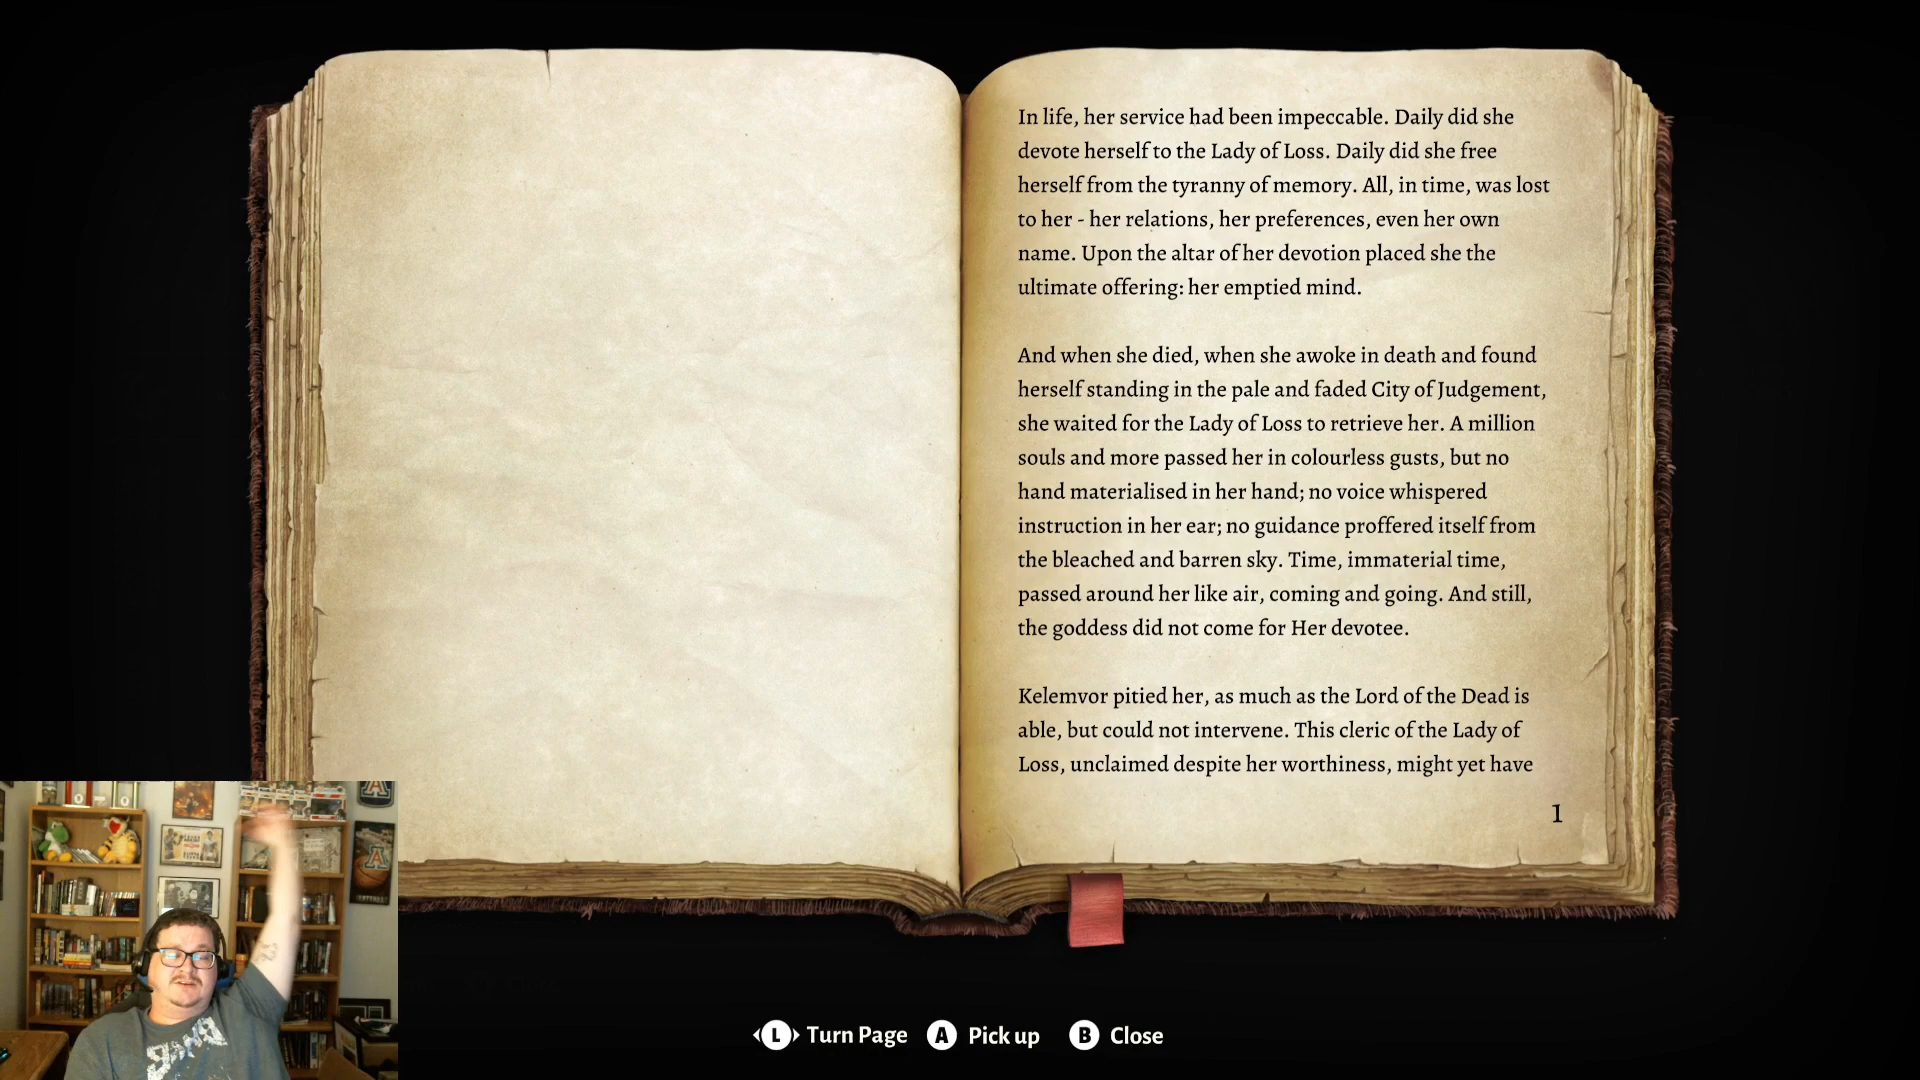 In life, her service had been impeccable. Daily did she
devote herself to the Lady of Loss. Daily did she free
herself from the tyranny of memory. All, in time, was lost
to her - her relations, her preferences, even her own
name. Upon the altar of her devotion placed she the
ultimate offering: her emptied mind.
And when she died, when she awoke in death and found
herself standing in the pale and faded City of Judgement,
she waited for the Lady of Loss to retrieve her. A million
souls and more passed her in colourless gusts, but no
hand materialised in her hand; no voice whispered
instruction in her ear; no guidance proffered itself from
the bleached and barren sky. Time, immaterial time,
passed around her like air, coming and going. And still,
the goddess did not come for Her devotee.
Kelemvor pitied her, as much as the Lord of the Dead is
able, but could not intervene. This cleric of the Lady of
Loss, unclaimed despite her worthiness, might yet have
1
L Turn Page A Pick up B Close